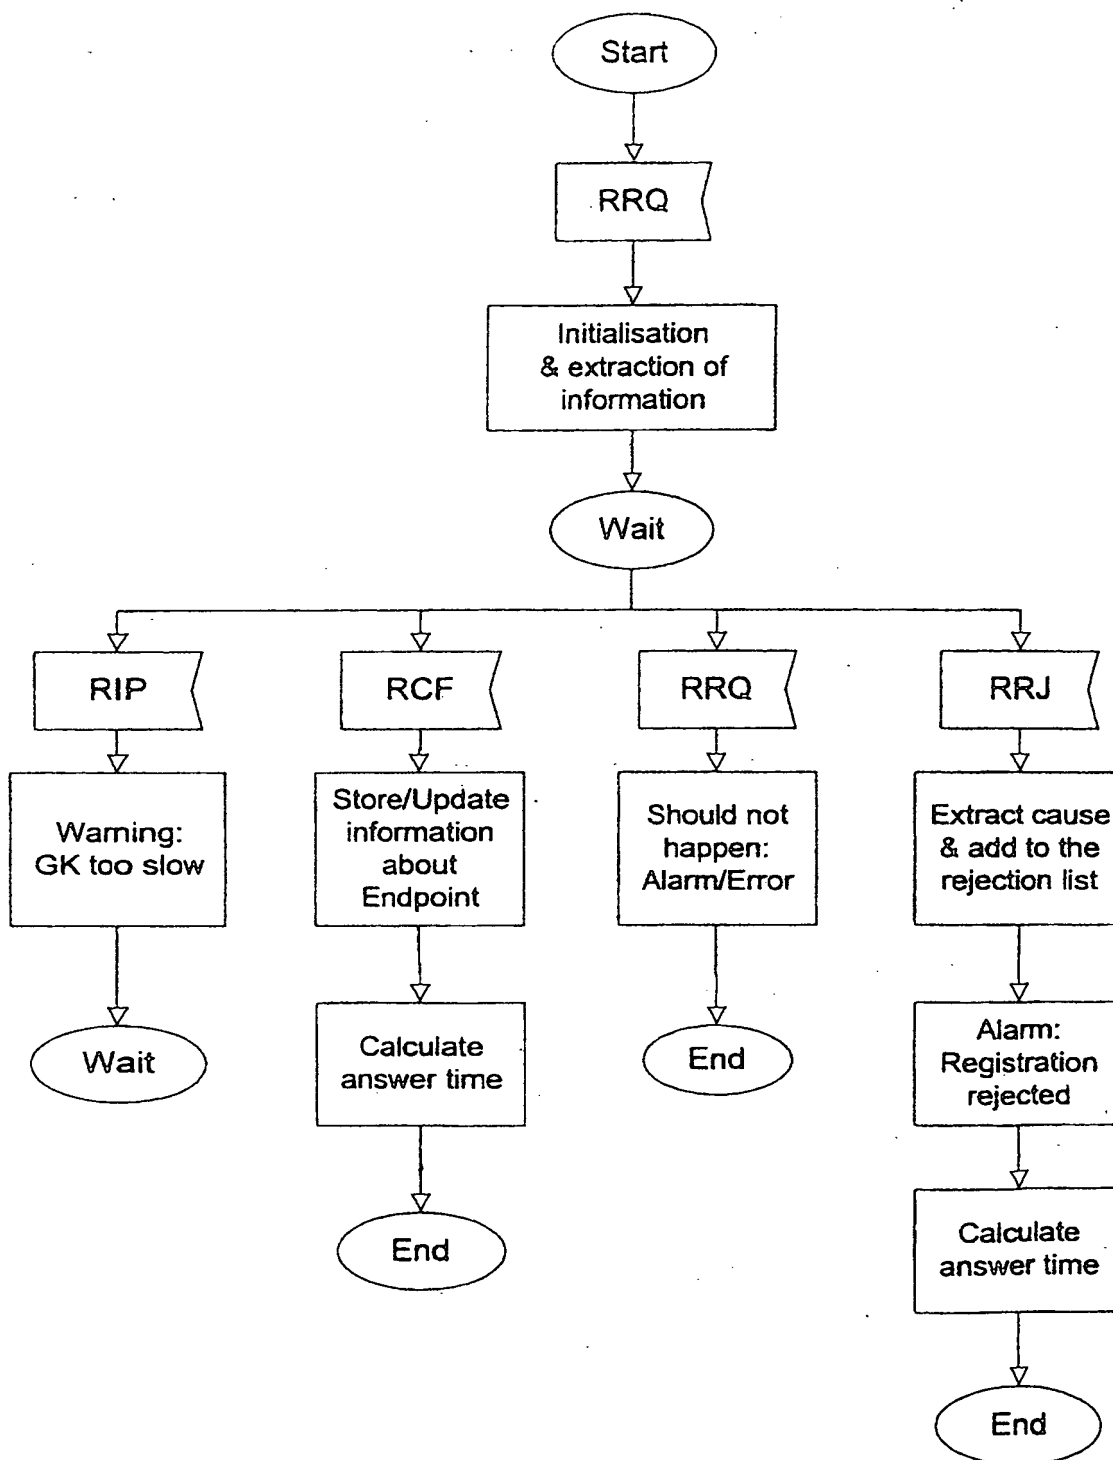 Start
RRQ
Initialisation
& extraction of
information
Wait
RIP
RCF
RRQ
RRJ
Warning:
GK too slow
Store/Update
information
about
Endpoint
Should not
happen:
Alarm/Error
Extract cause
& add to the
rejection list
Wait
Calculate
answer time
End
Alarm:
Registration
rejected
End
Calculate
answer time
End